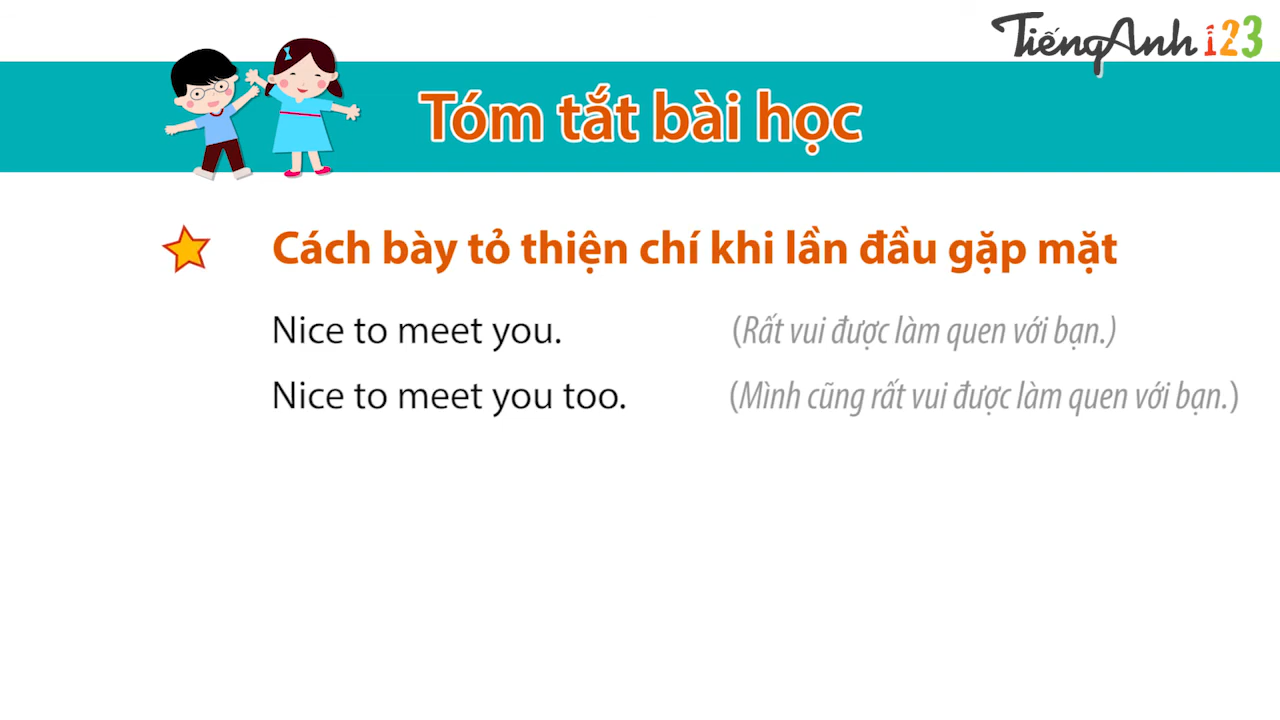 TiếngAnh123
Tóm tắt bài học
Cách bày tỏ thiện chí khi lần đầu gặp mặt
Nice to meet you. (Rất vui được làm quen với bạn.)
Nice to meet you too. (Mình cũng rất vui được làm quen với bạn.)